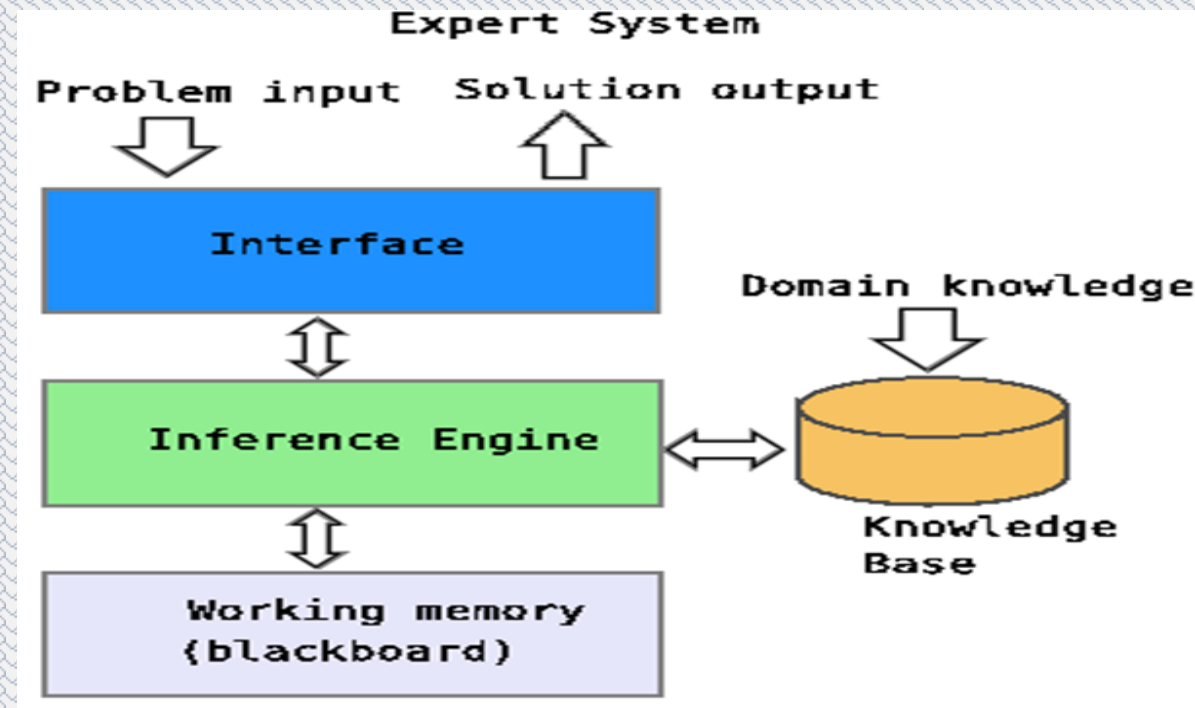 Expert System
Problem input
Solution output
Interface
Domain knowledge
Inference Engine
Knowledge
Base
Working memory
(blackboard)